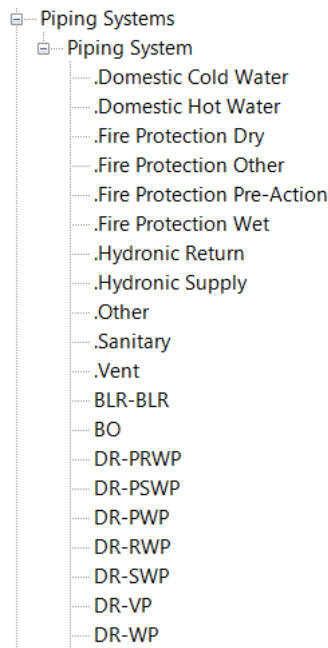 Piping Systems
Piping System
.Domestic Cold Water
.Domestic Hot Water
.Fire Protection Dry
.Fire Protection Other
.Fire Protection Pre-Action
.Fire Protection Wet
.Hydronic Return
.Hydronic Supply
.Other
.Sanitary
.Vent
BLR-BLR
BO
DR-PRWP
DR-PSWP
DR-PWP
DR-RWP
DR-SWP
DR-VP
DR-WP